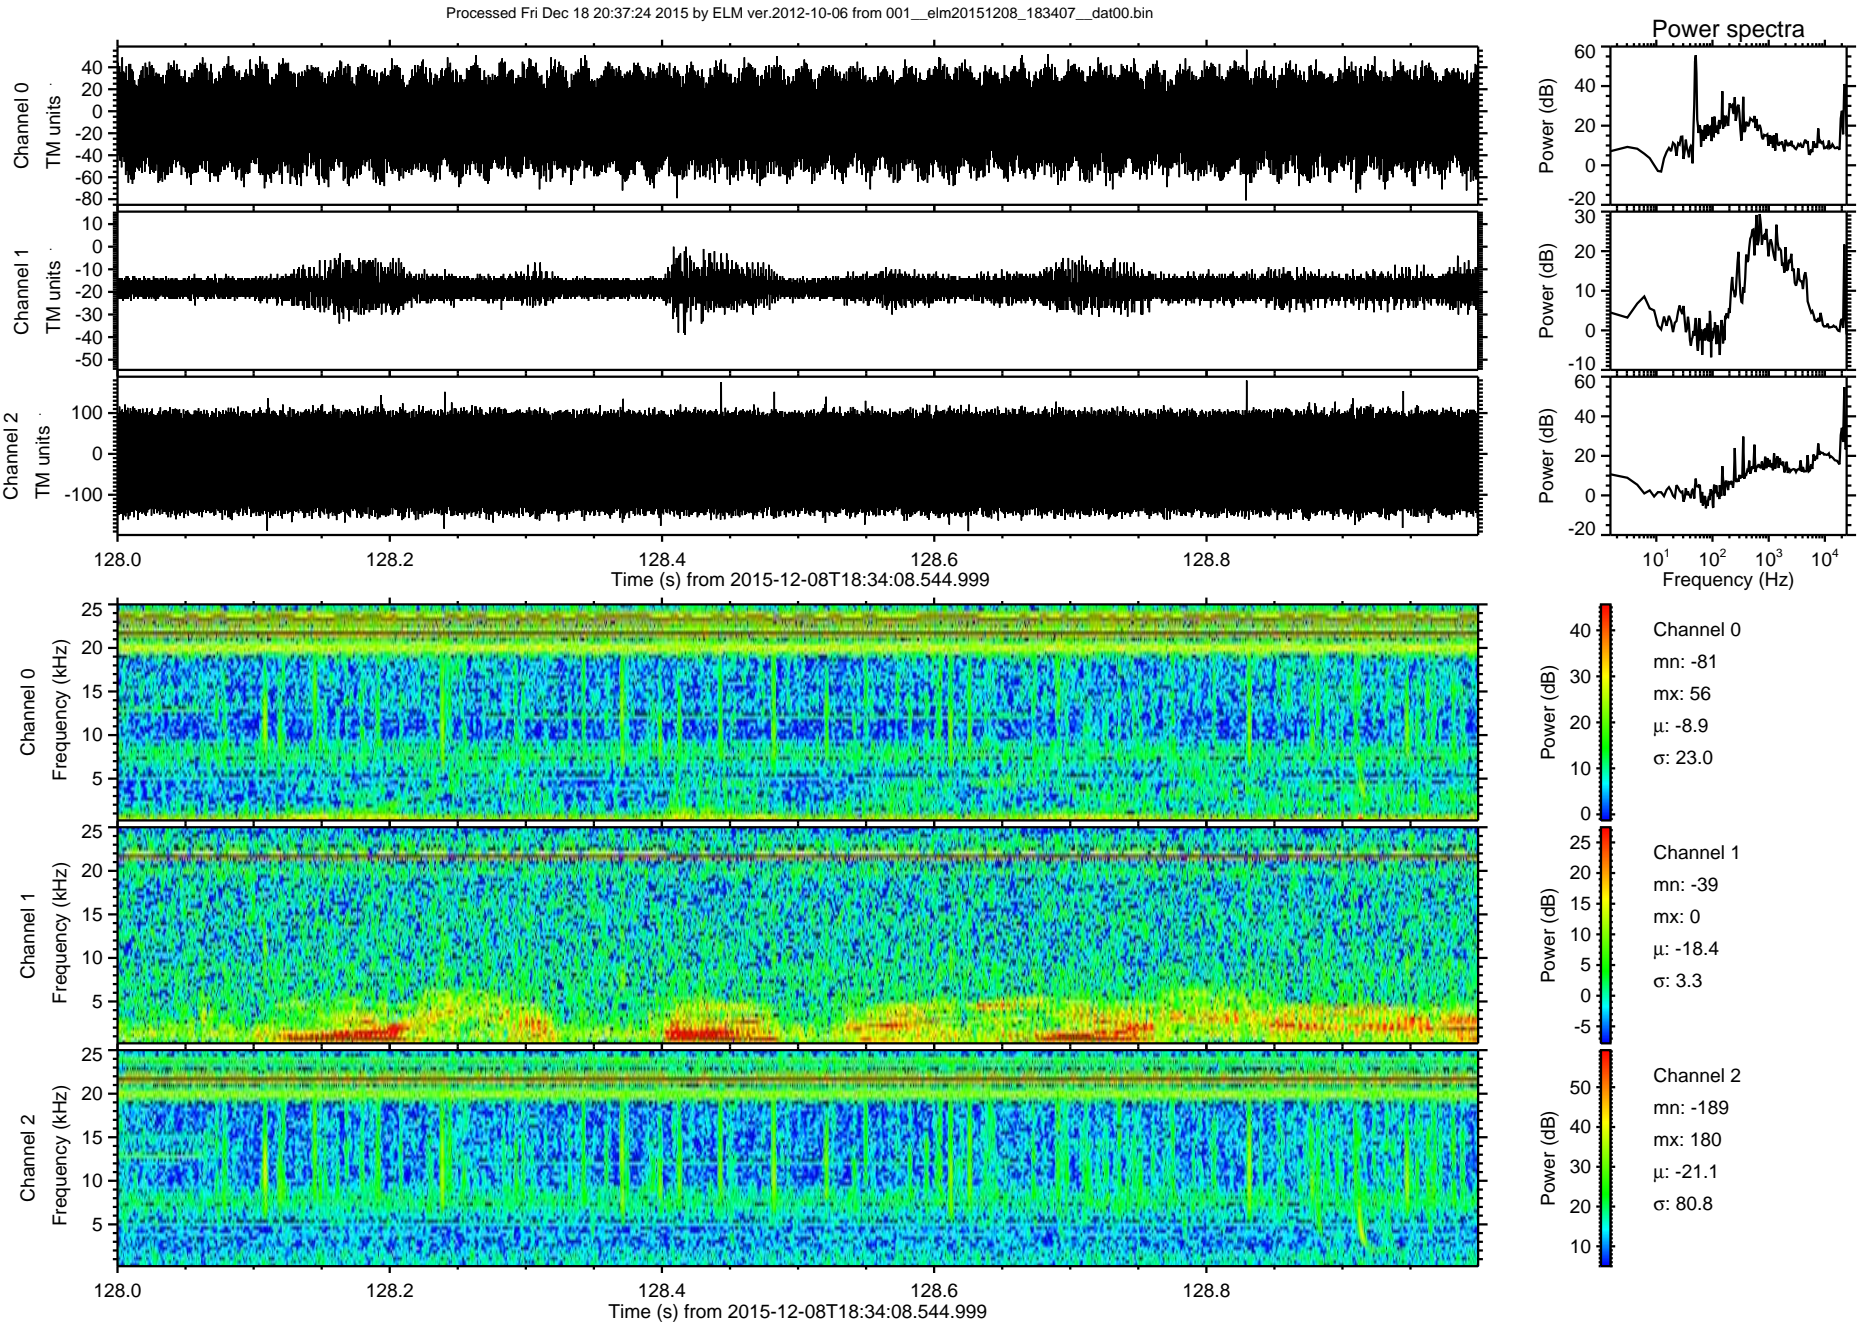 Processed Fri Dec 18 20:37:24 2015 by ELM ver.2012-10-06 from 001__elm20151208_183407__dat00.bin
Power spectra
Channel 0
TM units
40
20
0
-20
-40
-60
-80
Power (dB)
60
40
20
0
-20
Channel 1
TM units
10
0
-10
-20
-30
-40
-50
Power (dB)
30
20
10
0
-10
Channel 2
TM units
100
0
-100
Power (dB)
60
40
20
0
-20
128.0 128.2 128.4 128.6 128.8
Time (s) from 2015-12-08T18:34:08.544.999
10^1 10^2 10^3 10^4
Frequency (Hz)
Channel 0
Frequency (kHz)
25
20
15
10
5
Power (dB)
40
30
20
10
0
Channel 0
mn: -81
mx: 56
μ: -8.9
σ: 23.0
Channel 1
Frequency (kHz)
25
20
15
10
5
Power (dB)
25
20
15
10
5
0
-5
Channel 1
mn: -39
mx: 0
μ: -18.4
σ: 3.3
Channel 2
Frequency (kHz)
25
20
15
10
5
Power (dB)
50
40
30
20
10
Channel 2
mn: -189
mx: 180
μ: -21.1
σ: 80.8
128.0 128.2 128.4 128.6 128.8
Time (s) from 2015-12-08T18:34:08.544.999